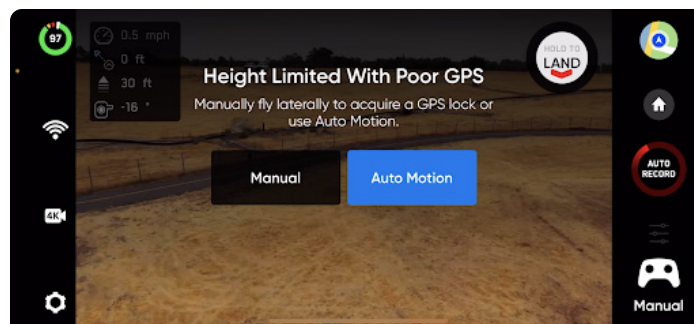 97
0.5 mph
0 ft
30 ft
-16 °
HOLD TO
LAND
Height Limited With Poor GPS
Manually fly laterally to acquire a GPS lock or
use Auto Motion.
Manual
Auto Motion
AUTO
RECORD
4K
Manual